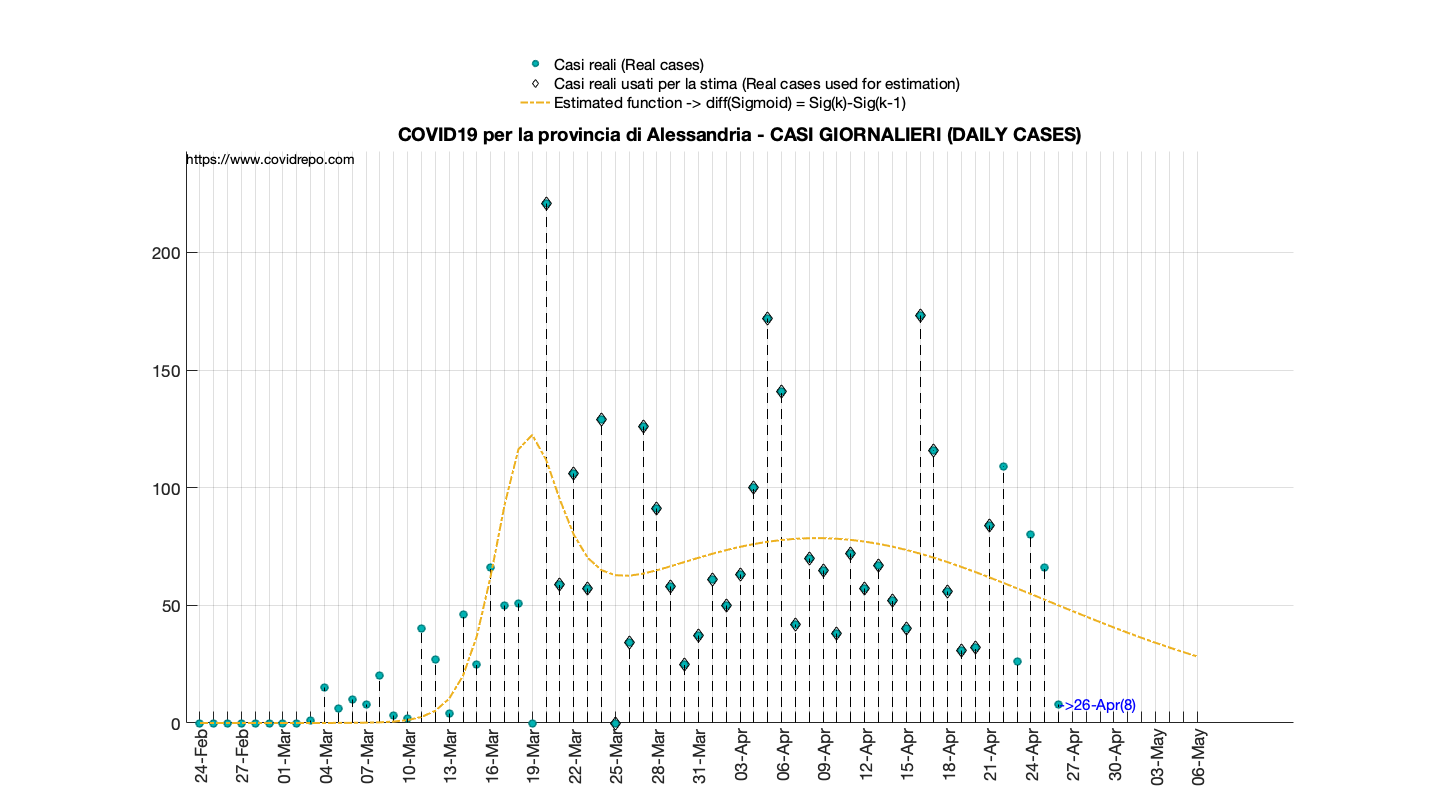 Casi reali (Real cases)
Casi reali usati per la stima (Real cases used for estimation)
Estimated function -> diff(Sigmoid) = Sig(k)-Sig(k-1)
COVID19 per la provincia di Alessandria - CASI GIORNALIERI (DAILY CASES)
https://www.covidrepo.com
200
150
100
50
0
->26-Apr(8)
24-Feb
27-Feb
01-Mar
04-Mar
07-Mar
10-Mar
13-Mar
16-Mar
19-Mar
22-Mar
25-Mar
28-Mar
31-Mar
03-Apr
06-Apr
09-Apr
12-Apr
15-Apr
18-Apr
21-Apr
24-Apr
27-Apr
30-Apr
03-May
06-May